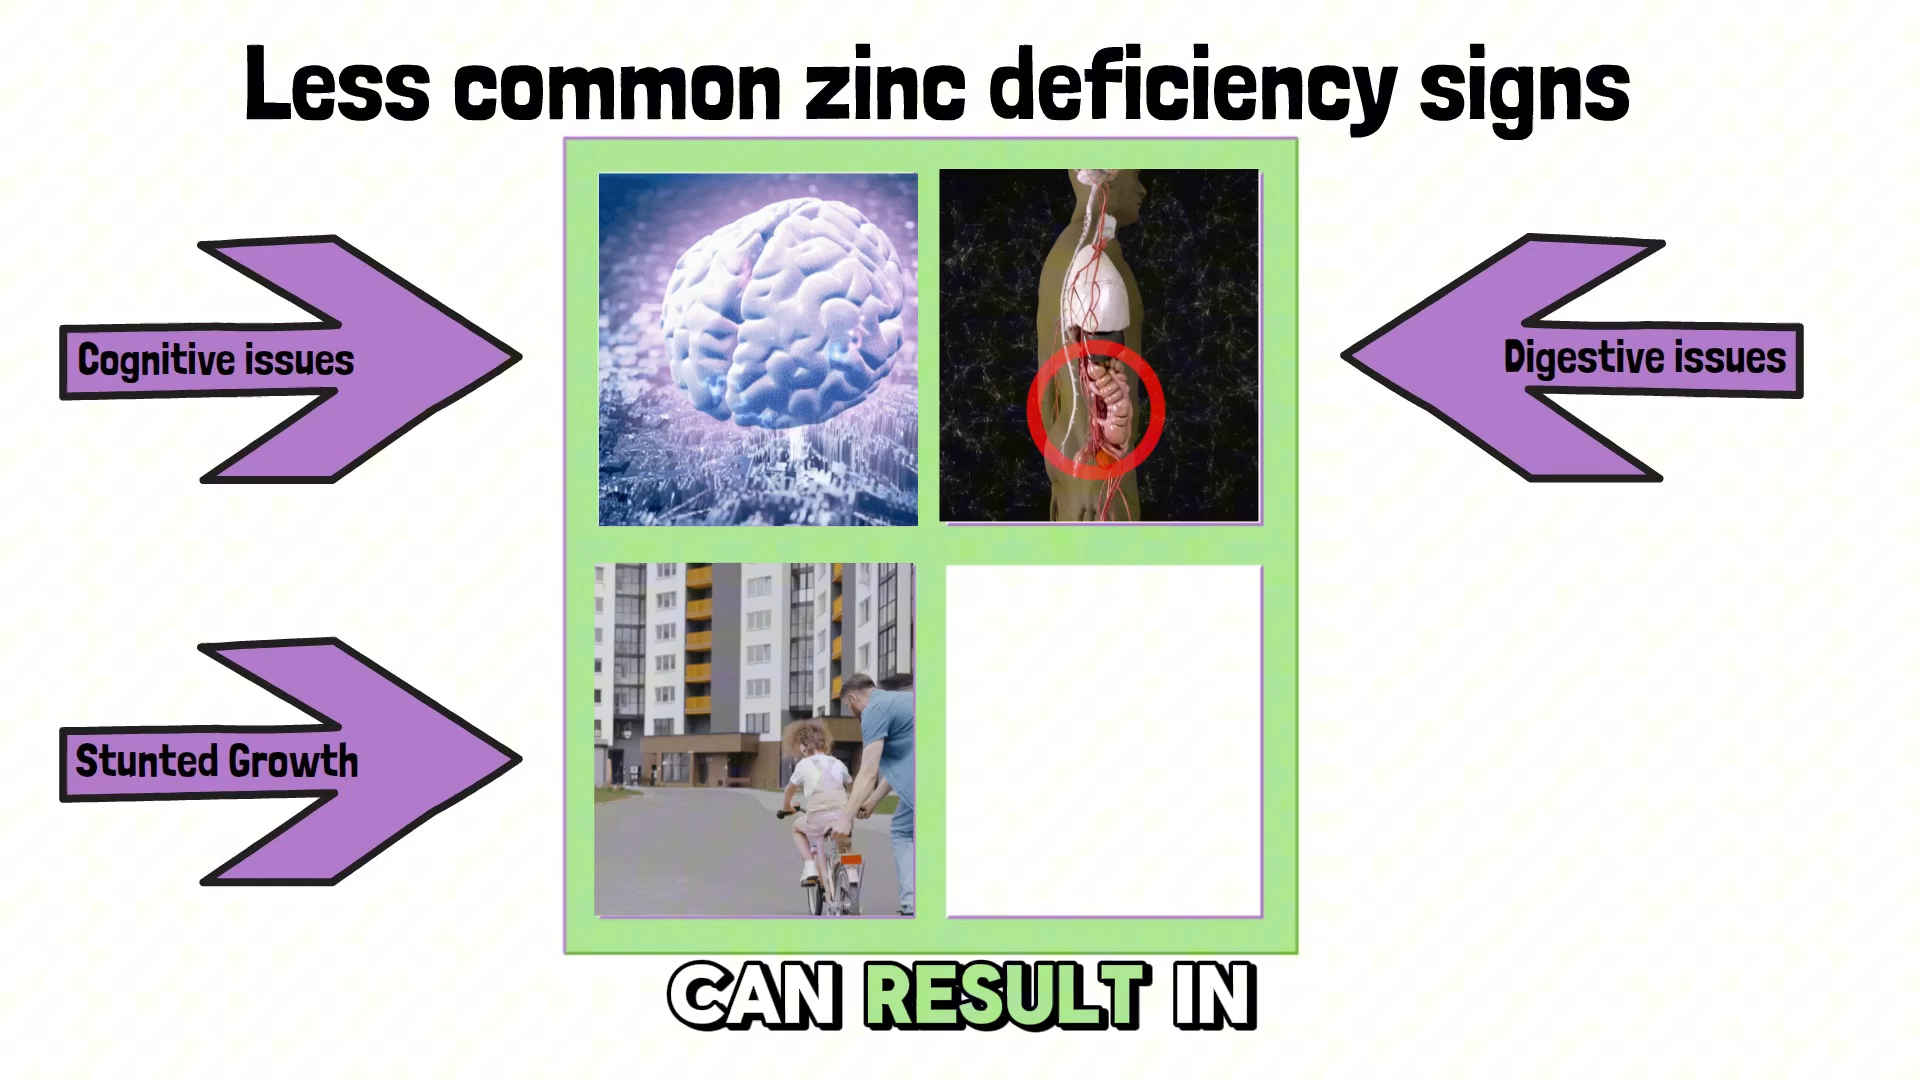 Less common zinc deficiency signs
Cognitive issues
Digestive issues
Stunted Growth
CAN RESULT IN